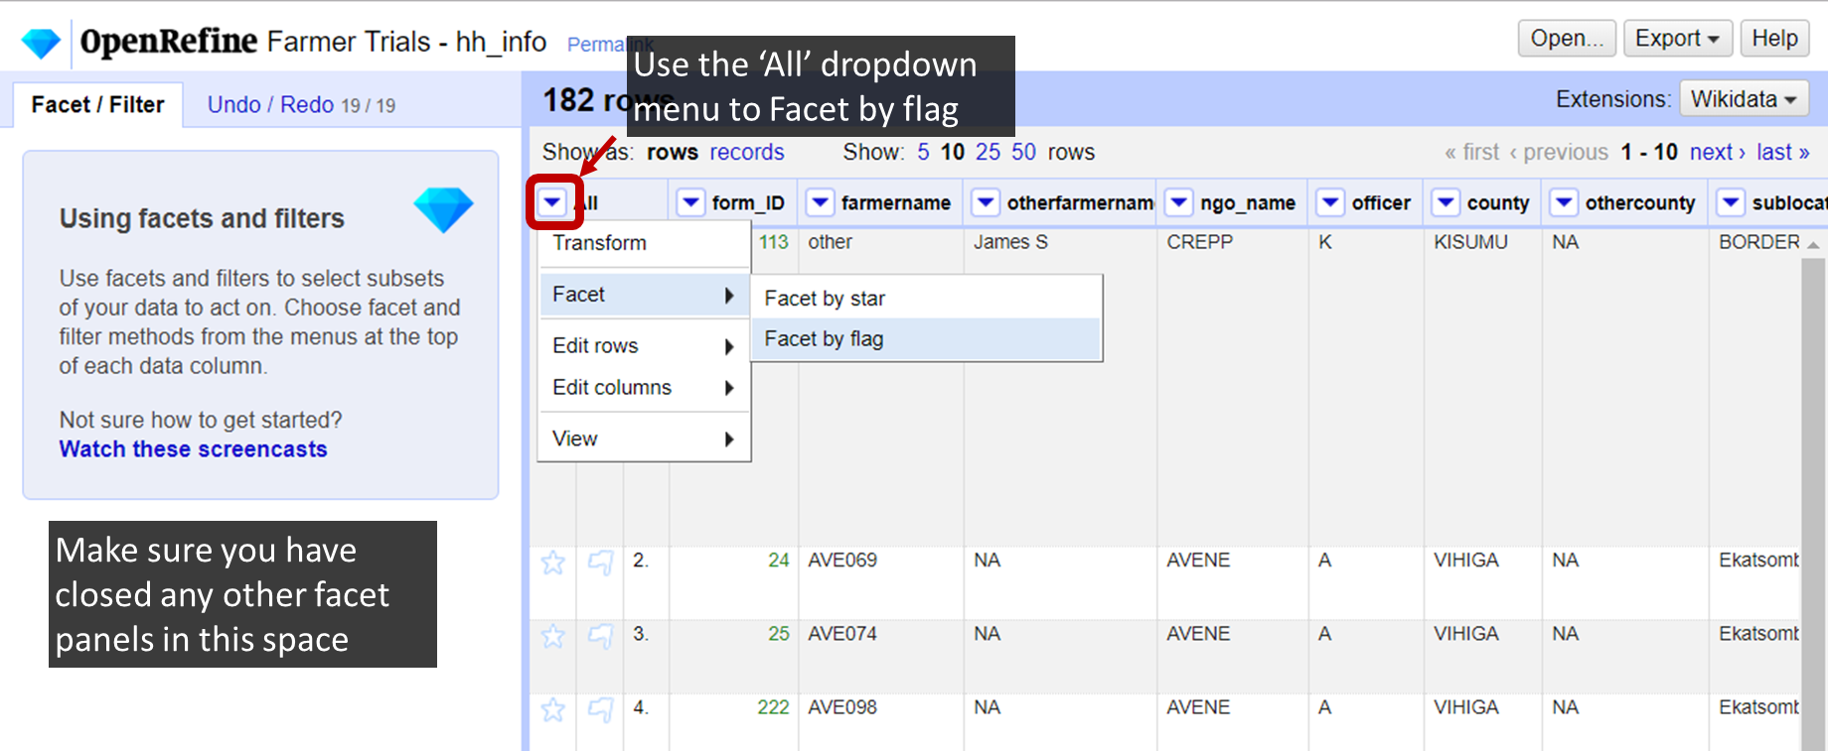 OpenRefine Farmer Trials - hh_info Permalink
Open... Export Help
Use the ‘All’ dropdown
menu to Facet by flag
Facet / Filter Undo / Redo 19 / 19
182 rows
Extensions: Wikidata
Show as: rows records Show: 5 10 25 50 rows
« first ‹ previous 1 - 10 next › last »
All form_ID farmername otherfarmernam ngo_name officer county othercounty sublocat
Using facets and filters
Use facets and filters to select subsets
of your data to act on. Choose facet and
filter methods from the menus at the top
of each data column.
Not sure how to get started?
Watch these screencasts
Make sure you have
closed any other facet
panels in this space
Transform
Facet
Edit rows
Edit columns
View
Facet by star
Facet by flag
113 other James S CREPP K KISUMU NA BORDER
2. 24 AVE069 NA AVENE A VIHIGA NA Ekatsomb
3. 25 AVE074 NA AVENE A VIHIGA NA Ekatsomb
4. 222 AVE098 NA AVENE A VIHIGA NA Ekatsomb